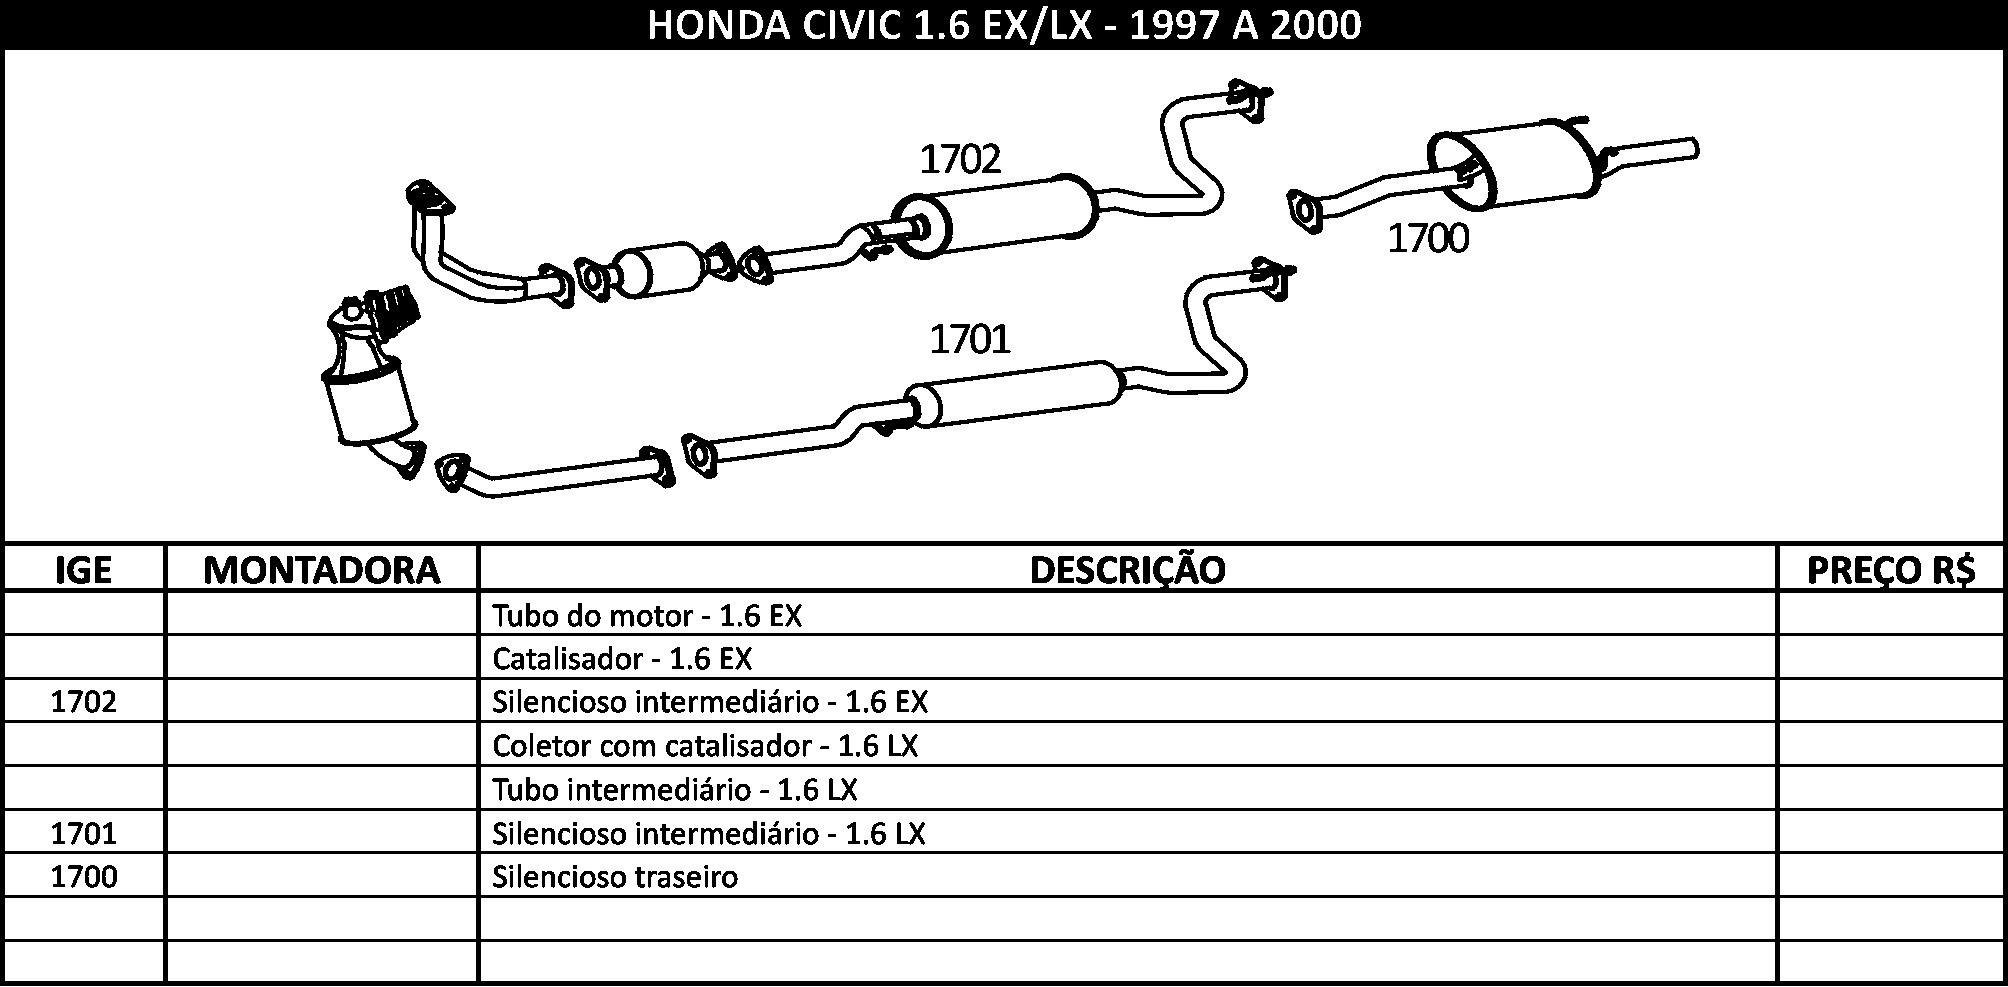 HONDA CIVIC 1.6 EX/LX - 1997 A 2000
1702
1700
1701
IGE MONTADORA DESCRIÇÃO PREÇO R$
Tubo do motor - 1.6 EX
Catalisador - 1.6 EX
1702 Silencioso intermediário - 1.6 EX
Coletor com catalisador - 1.6 LX
Tubo intermediário - 1.6 LX
1701 Silencioso intermediário - 1.6 LX
1700 Silencioso traseiro